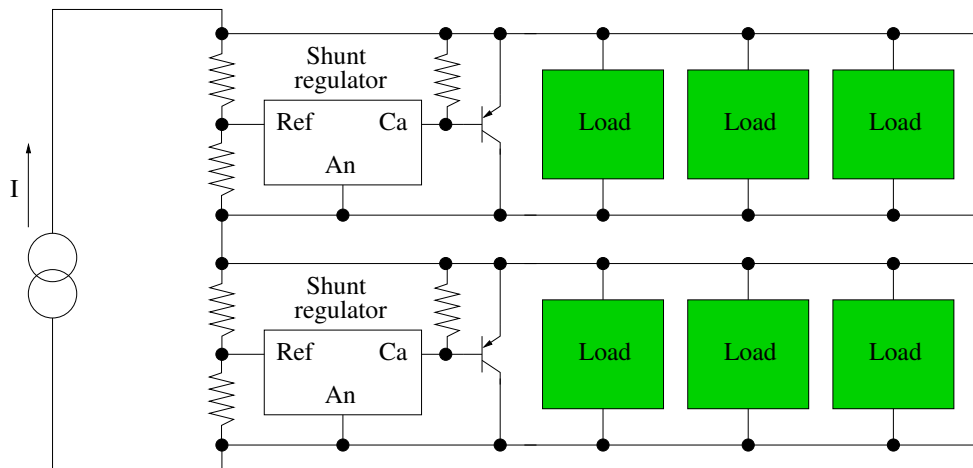 Shunt
regulator
Ref Ca
An
Load Load Load
I
Shunt
regulator
Ref Ca
An
Load Load Load